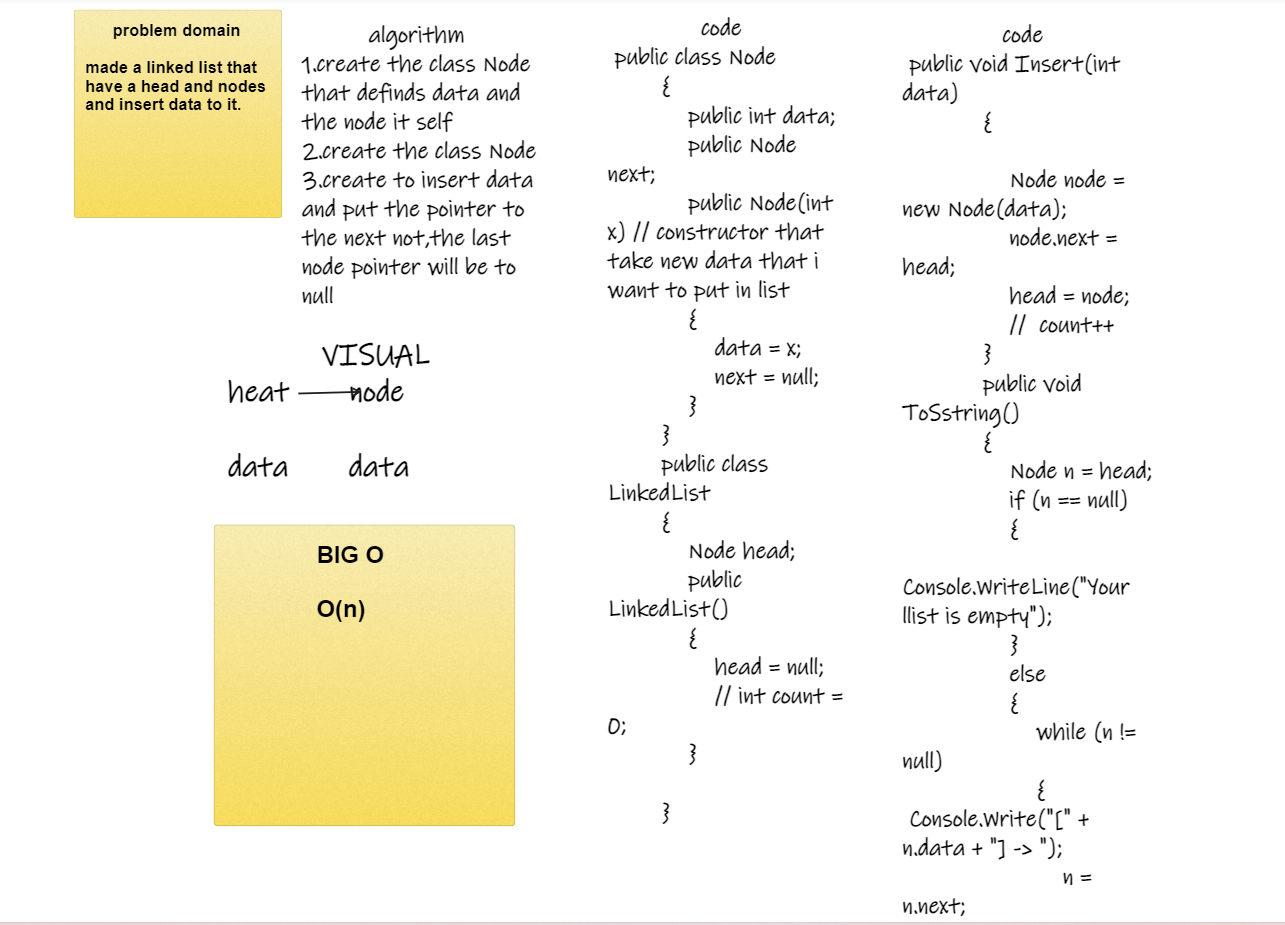 problem domain
made a linked list that
have a head and nodes
and insert data to it.
algorithm
1.create the class Node
that definds data and
the node it self
2.create the class Node
3.create to insert data
and put the pointer to
the next not,the last
node pointer will be to
null
VISUAL
heat node
data data
BIG O
O(n)
code
public class Node
{
public int data;
public Node
next;
public Node(int
x) // constructor that
take new data that i
want to put in list
{
data = x;
next = null;
}
}
public class
LinkedList
{
Node head;
public
LinkedList()
{
head = null;
// int count =
0;
}
}
code
public void Insert(int
data)
{
Node node =
new Node(data);
node.next =
head;
head = node;
// count++
}
public void
ToSstring()
{
Node n = head;
if (n == null)
{
Console.WriteLine("Your
llist is empty");
}
else
{
while (n !=
null)
{
Console.Write("[" +
n.data + "] -> ");
n =
n.next;